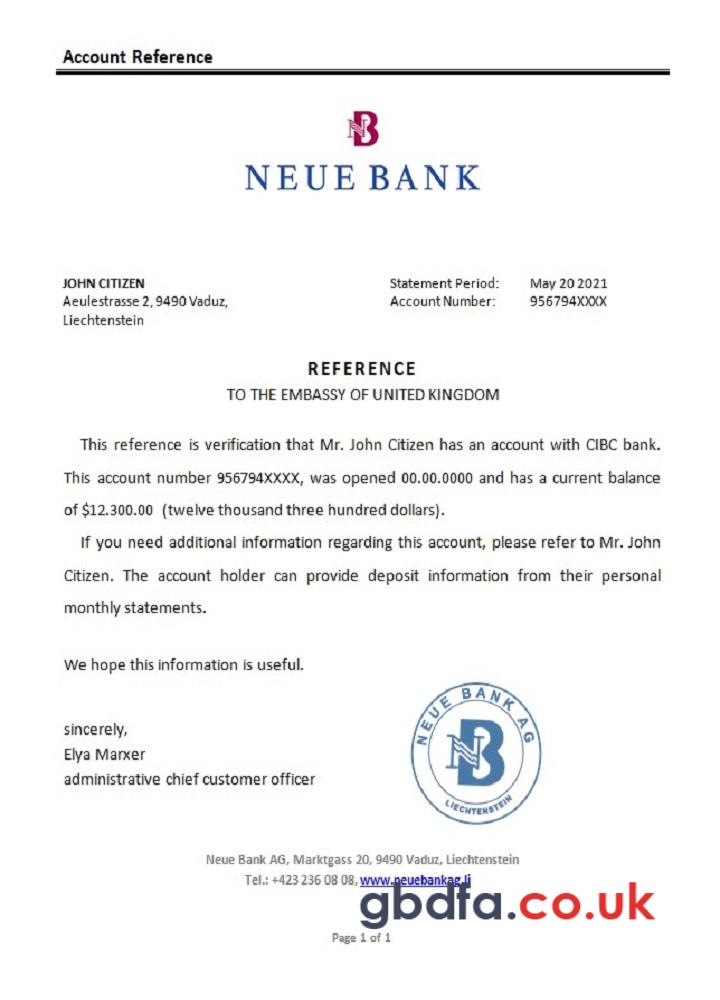 Account Reference
NB
NEUE BANK
JOHN CITIZEN
Aeulestrasse 2, 9490 Vaduz,
Liechtenstein
Statement Period: May 20 2021
Account Number: 956794XXXX
REFERENCE
TO THE EMBASSY OF UNITED KINGDOM
This reference is verification that Mr. John Citizen has an account with CIBC bank.
This account number 956794XXXX, was opened 00.00.0000 and has a current balance
of $12.300.00 (twelve thousand three hundred dollars).
If you need additional information regarding this account, please refer to Mr. John
Citizen. The account holder can provide deposit information from their personal
monthly statements.
We hope this information is useful.
sincerely,
Elya Marxer
administrative chief customer officer
NEUE BANK AG
NB
LIECHTENSTEIN
Neue Bank AG, Marktgass 20, 9490 Vaduz, Liechtenstein
Tel.: +423 236 08 08, www.neuebankag.li
gbdfa.co.uk
Page 1 of 1